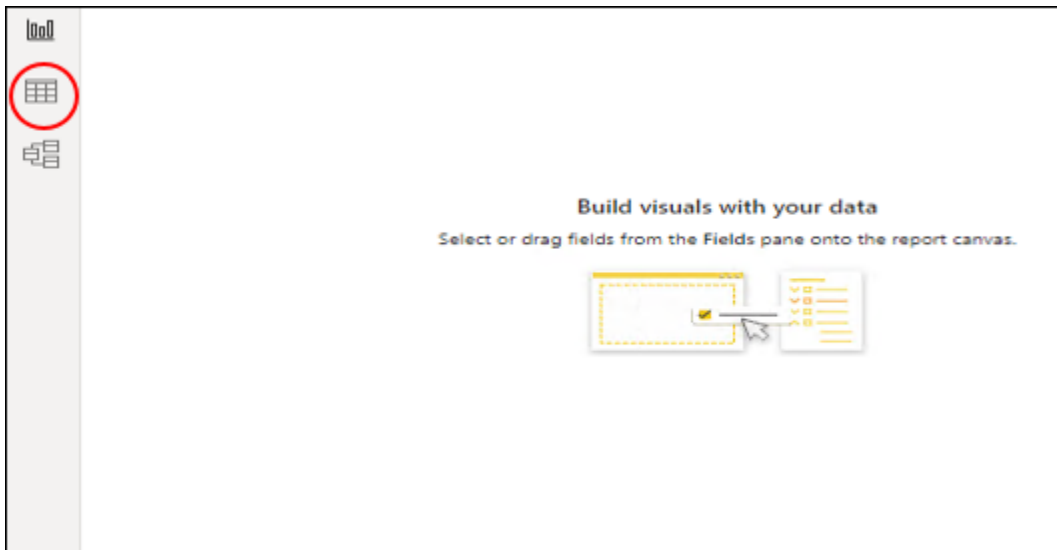 Build visuals with your data
Select or drag fields from the Fields pane onto the report canvas.